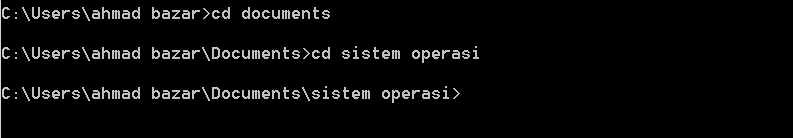 C:\Users\ahmad bazar>cd documents
C:\Users\ahmad bazar\Documents>cd sistem operasi
C:\Users\ahmad bazar\Documents\sistem operasi>